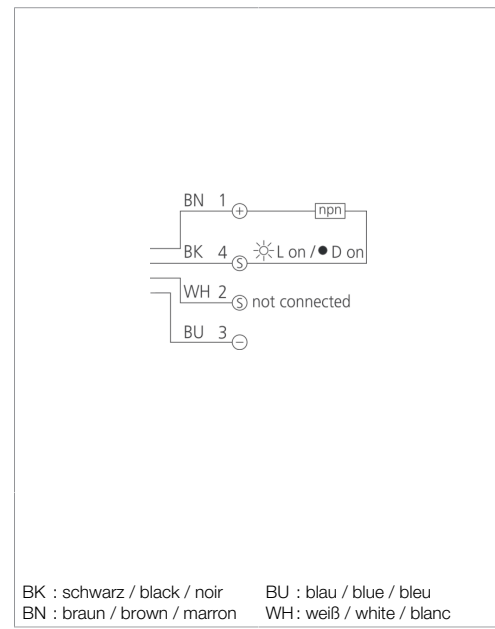 BN 1 + npn
BK 4 S L on / D on
WH 2 S not connected
BU 3 −
BK : schwarz / black / noir BU : blau / blue / bleu
BN : braun / brown / marron WH : weiß / white / blanc